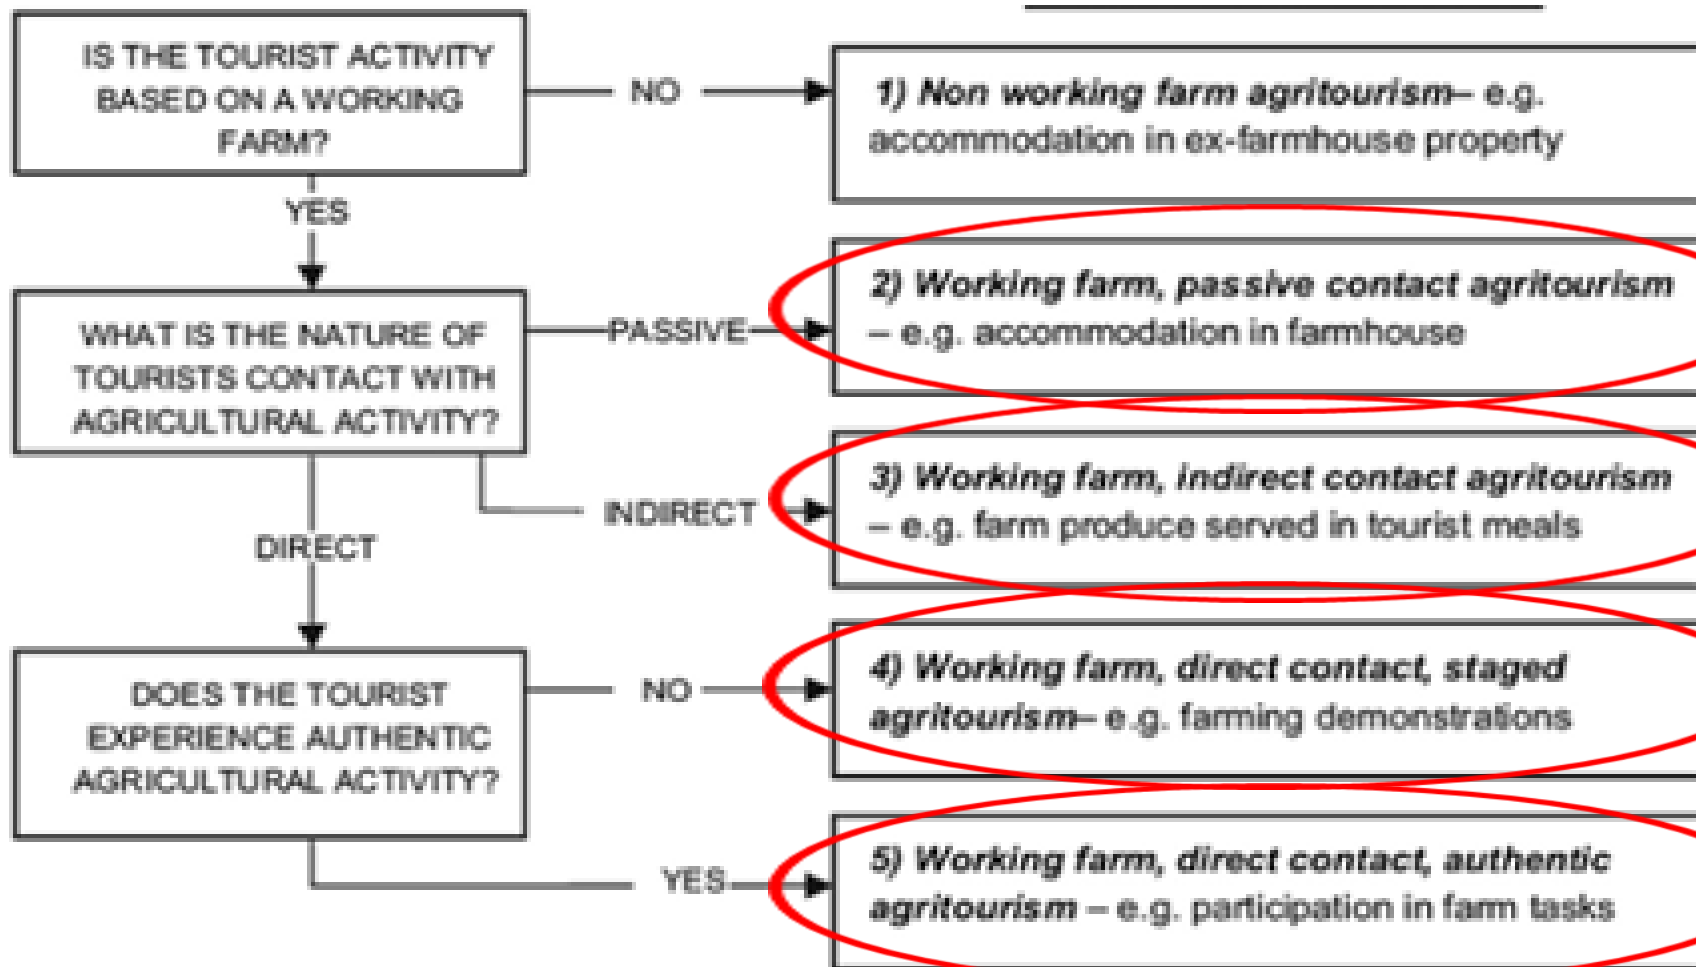 IS THE TOURIST ACTIVITY
BASED ON A WORKING
FARM?
NO
1) Non working farm agritourism– e.g.
accommodation in ex-farmhouse property
YES
WHAT IS THE NATURE OF
TOURISTS CONTACT WITH
AGRICULTURAL ACTIVITY?
PASSIVE
2) Working farm, passive contact agritourism
– e.g. accommodation in farmhouse
INDIRECT
3) Working farm, indirect contact agritourism
– e.g. farm produce served in tourist meals
DIRECT
DOES THE TOURIST
EXPERIENCE AUTHENTIC
AGRICULTURAL ACTIVITY?
NO
4) Working farm, direct contact, staged
agritourism– e.g. farming demonstrations
YES
5) Working farm, direct contact, authentic
agritourism – e.g. participation in farm tasks